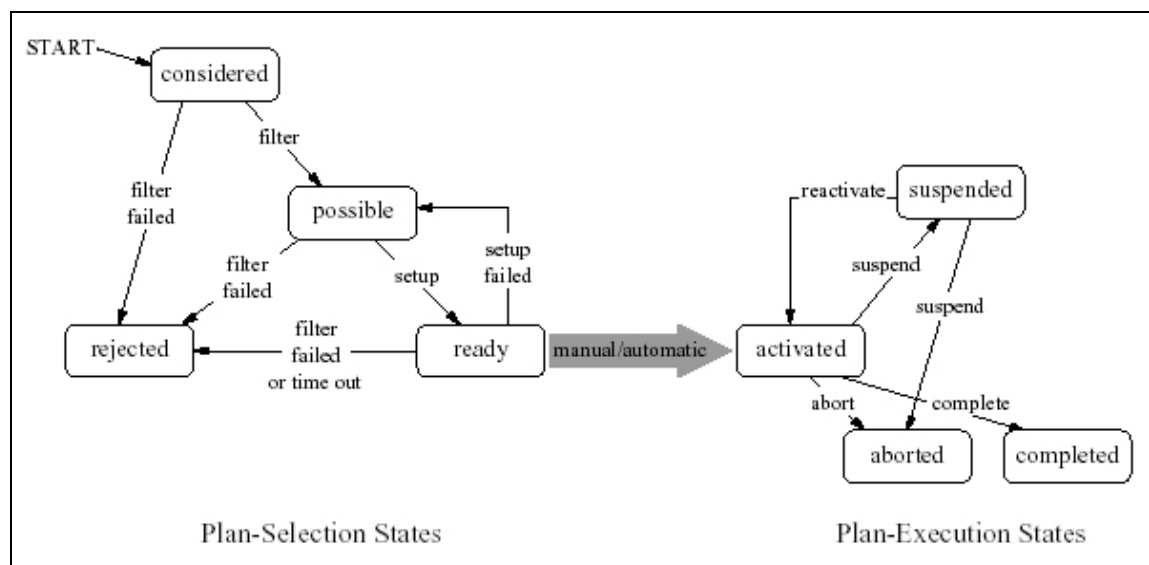 START
considered
filter
filter
failed
possible
reactivate
suspended
filter
failed
setup
setup
failed
suspend
suspend
rejected
filter
failed
or time out
ready
manual/automatic
activated
abort
complete
aborted
completed
Plan-Selection States
Plan-Execution States